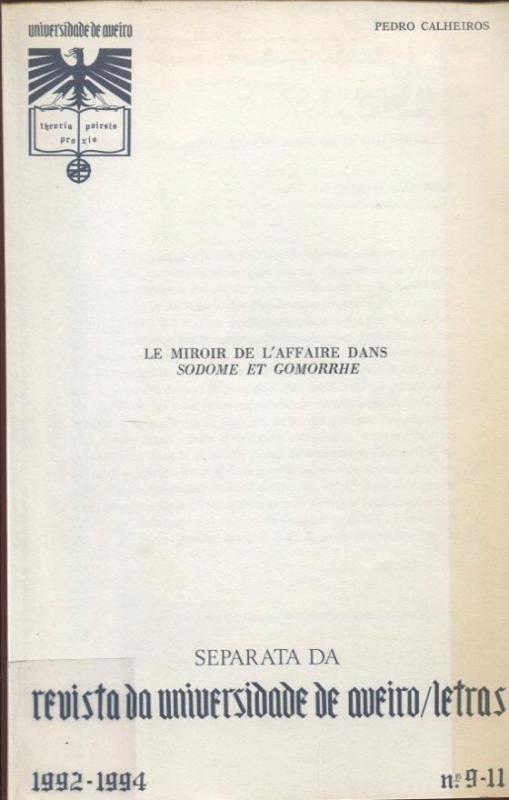 universidade de aveiro
PEDRO CALHEIROS
theoria poiesis
praxis
LE MIROIR DE L'AFFAIRE DANS
SODOME ET GOMORRHE
SEPARATA DA
revista da universidade de aveiro/letras
1992-1994
n.os 9-11